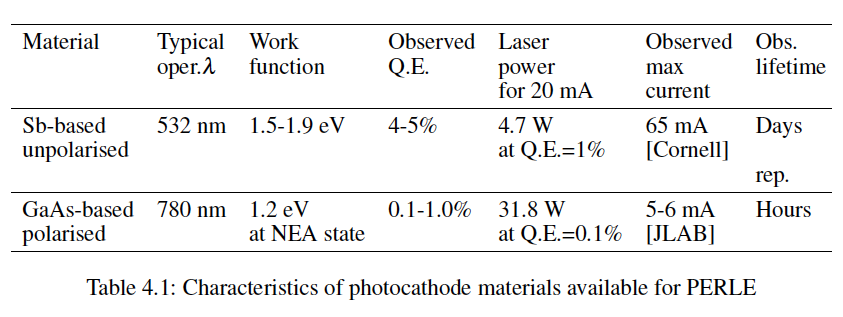 Material Typical Work Observed Laser Observed Obs.
oper.λ function Q.E. power max lifetime
for 20 mA current
Sb-based 532 nm 1.5-1.9 eV 4-5% 4.7 W 65 mA Days
unpolarised at Q.E.=1% [Cornell]
rep.
GaAs-based 780 nm 1.2 eV 0.1-1.0% 31.8 W 5-6 mA Hours
polarised at NEA state at Q.E.=0.1% [JLAB]
Table 4.1: Characteristics of photocathode materials available for PERLE